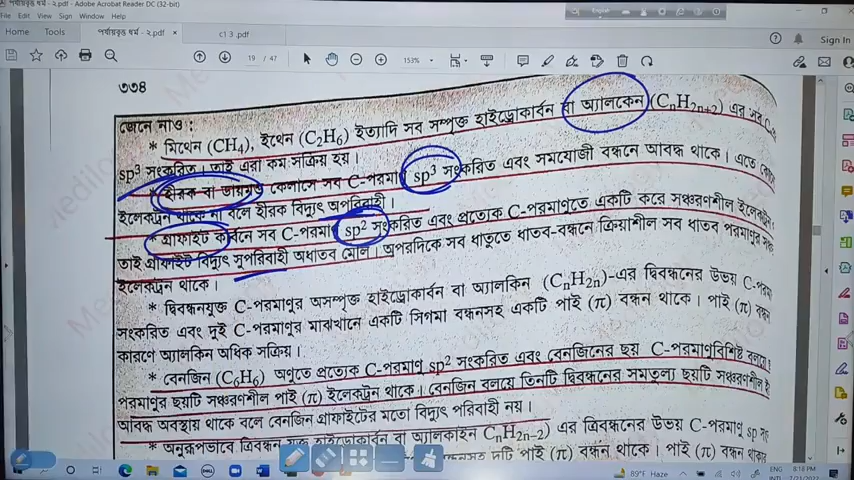 পর্যায়বৃত্ত ধর্ম - ২.pdf - Adobe Acrobat Reader DC (32-bit)
File Edit View Sign Window Help
Home Tools পর্যায়বৃত্ত ধর্ম - ২.pdf × c1 3 .pdf Sign In
19 / 47 153%
৩৩৪
জেনে নাও :
* মিথেন (CH4), ইথেন (C2H6) ইত্যাদি সব সম্পৃক্ত হাইড্রোকার্বন বা অ্যালকেন (CnH2n+2) এর সব
sp3 সংকরিত। তাই এরা কম সক্রিয় হয়।
* হীরক বা ডায়মন্ড কেলাসে সব C-পরমাণু sp3 সংকরিত এবং সমযোজী বন্ধনে আবদ্ধ থাকে। এতে
ইলেকট্রন থাকে না বলে হীরক বিদ্যুৎ অপরিবাহী।
* গ্রাফাইট কার্বনে সব C-পরমাণু sp2 সংকরিত এবং প্রত্যেক C-পরমাণুতে একটি করে সঞ্চরণশীল
তাই গ্রাফাইট বিদ্যুৎ সুপরিবাহী অধাতব মৌল। অপরদিকে সব ধাতুতে ধাতব-বন্ধনে ক্রিয়াশীল সব ধাতব পরমাণুর
ইলেকট্রন থাকে।
* দ্বিবন্ধনযুক্ত C-পরমাণুর অসম্পৃক্ত হাইড্রোকার্বন বা অ্যালকিন (CnH2n)-এর দ্বিবন্ধনের উভয়
সংকরিত এবং দুই C-পরমাণুর মাঝখানে একটি সিগমা বন্ধনসহ একটি পাই (π) বন্ধন থাকে। পাই (π)
কারণে অ্যালকিন অধিক সক্রিয়।
* বেনজিন (C6H6) অণুতে প্রত্যেক C-পরমাণু sp2 সংকরিত এবং বেনজিনের ছয় C-পরমাণুবিশিষ্ট
পরমাণুর ছয়টি সঞ্চরণশীল পাই (π) ইলেকট্রন থাকে। বেনজিন বলয়ে তিনটি দ্বিবন্ধনের সমতুল্য ছয়টি সঞ্চরণশীল
আবদ্ধ অবস্থায় থাকে বলে বেনজিন গ্রাফাইটের মতো বিদ্যুৎ পরিবাহী নয়।
* অনুরূপভাবে ত্রিবন্ধন যুক্ত হাইড্রোকার্বন বা অ্যালকাইন CnH2n-2) এর ত্রিবন্ধনের উভয় C-পরমাণু sp
বন্ধনসহ দুটি পাই (π) বন্ধন থাকে। পাই (π) বন্ধন
89°F Haze ENG INTL 8:18 PM